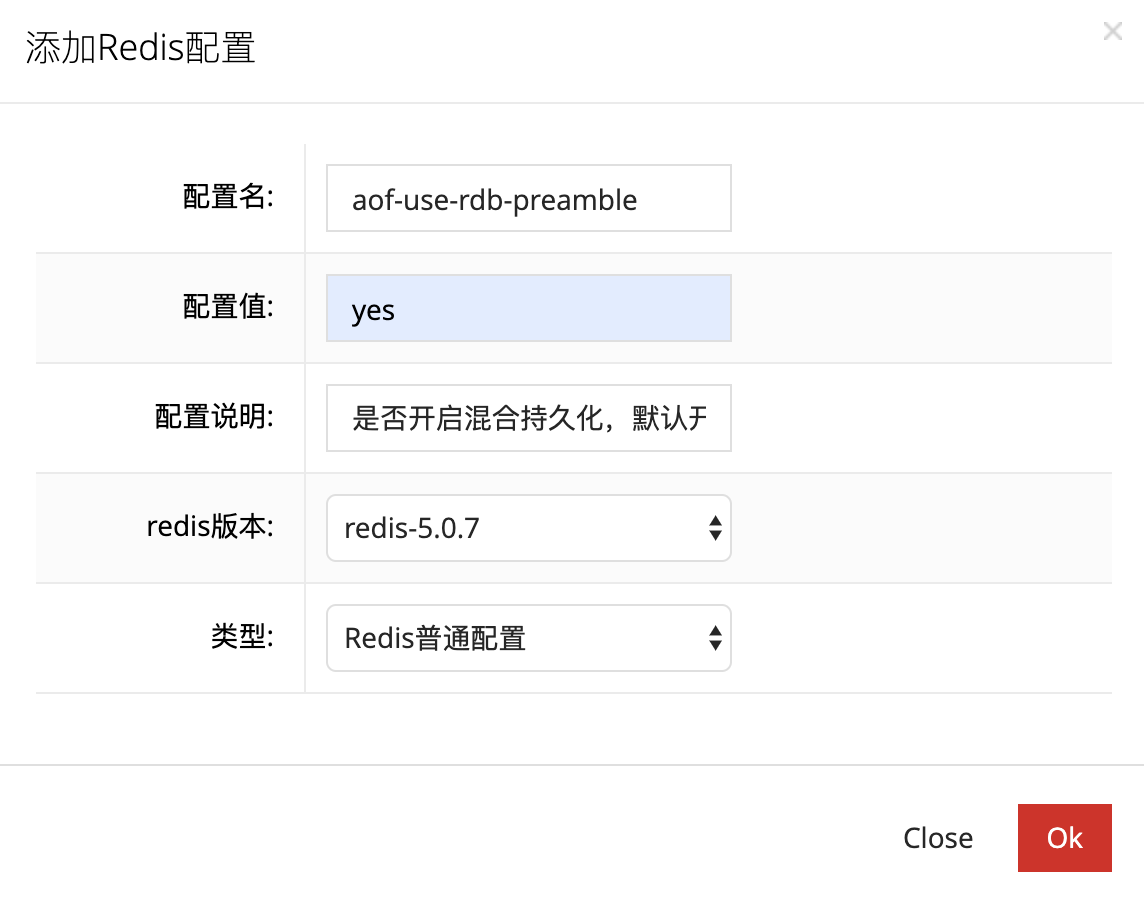 添加Redis配置
配置名: aof-use-rdb-preamble
配置值: yes
配置说明: 是否开启混合持久化，默认开
redis版本: redis-5.0.7
类型: Redis普通配置
Close Ok